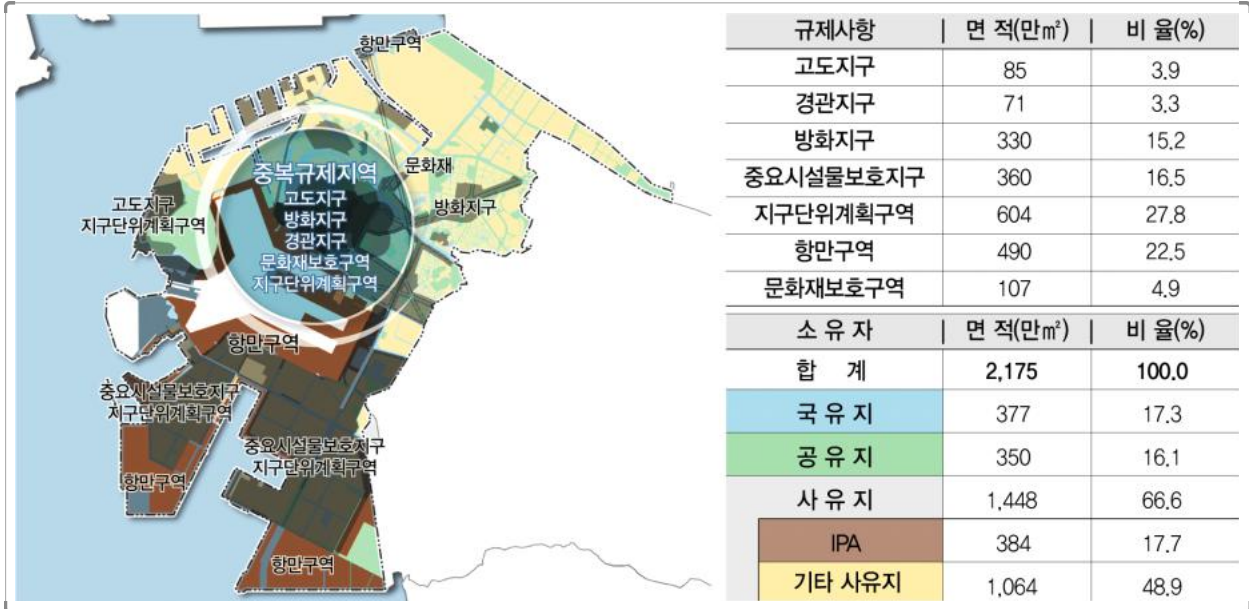 항만구역
문화재
방화지구
고도지구
지구단위계획구역
중복규제지역
고도지구
방화지구
경관지구
문화재보호구역
지구단위계획구역
항만구역
중요시설물보호지구
지구단위계획구역
중요시설물보호지구
지구단위계획구역
항만구역
항만구역
규제사항 면 적(만㎡) 비 율(%)
고도지구 85 3.9
경관지구 71 3.3
방화지구 330 15.2
중요시설물보호지구 360 16.5
지구단위계획구역 604 27.8
항만구역 490 22.5
문화재보호구역 107 4.9
소 유 자 면 적(만㎡) 비 율(%)
합 계 2,175 100.0
국 유 지 377 17.3
공 유 지 350 16.1
사 유 지 1,448 66.6
IPA 384 17.7
기타 사유지 1,064 48.9